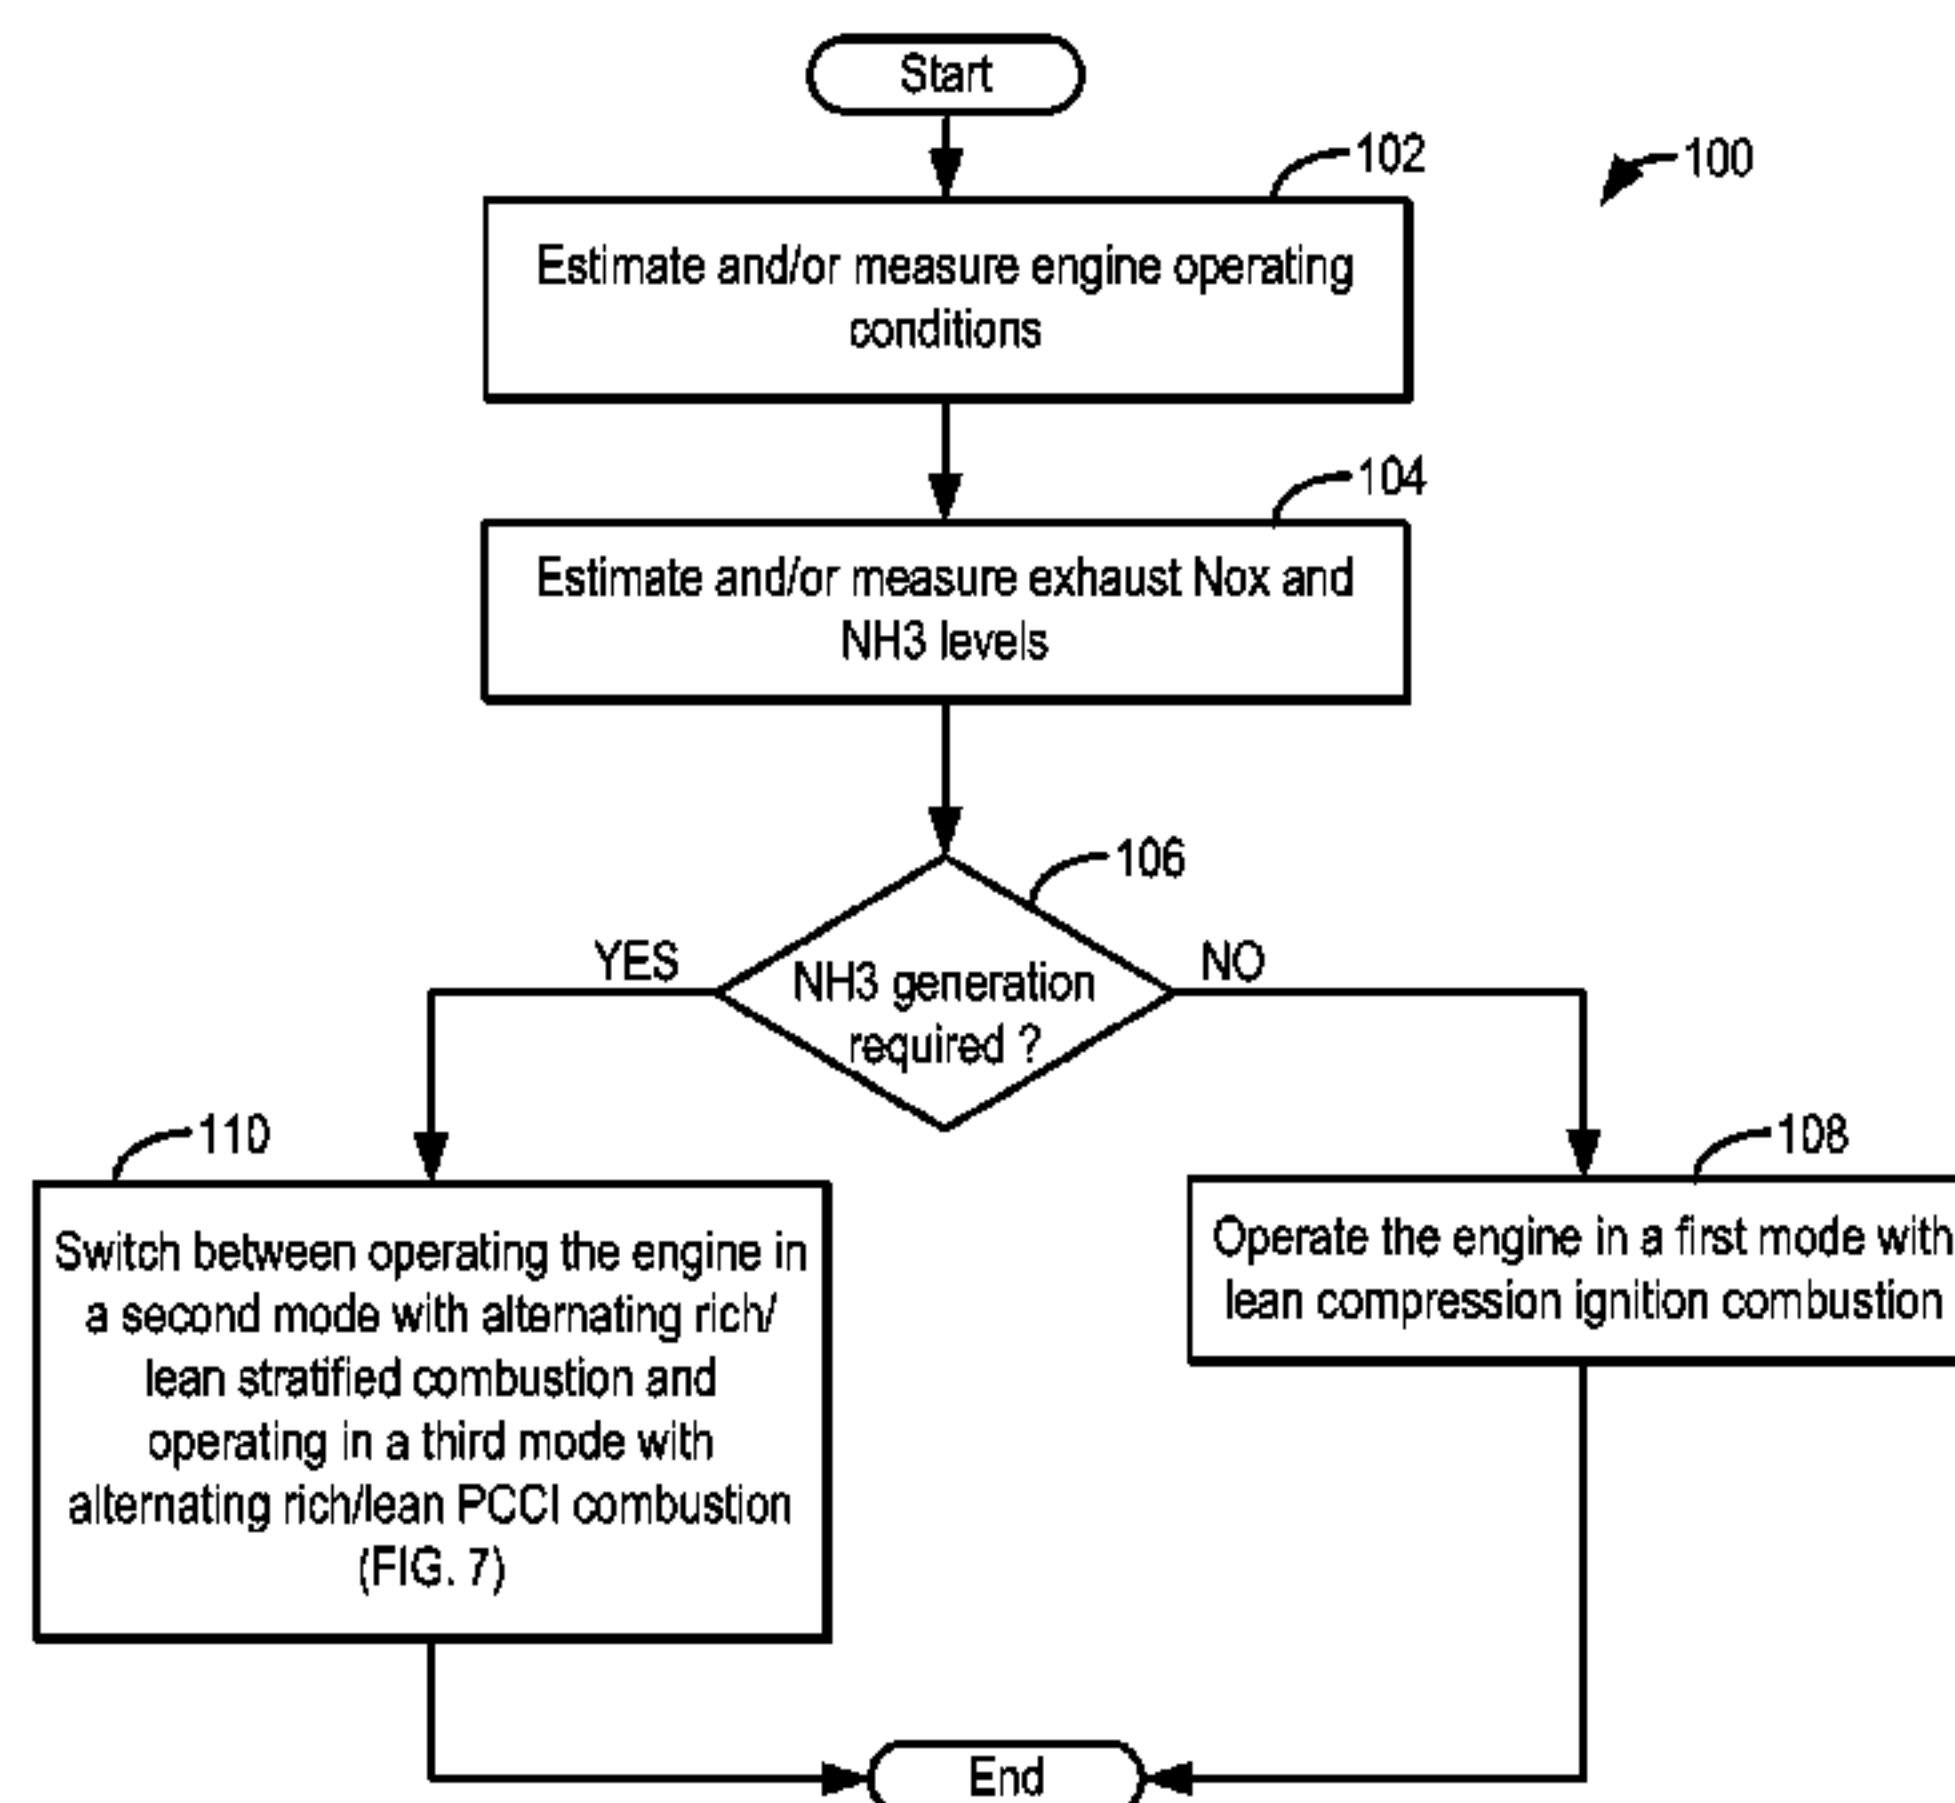 Start
102
100
Estimate and/or measure engine operating
conditions
104
Estimate and/or measure exhaust Nox and
NH3 levels
106
YES
NO
NH3 generation
required ?
110
108
Switch between operating the engine in
a second mode with alternating rich/
lean stratified combustion and
operating in a third mode with
alternating rich/lean PCCI combustion
(FIG. 7)
Operate the engine in a first mode with
lean compression ignition combustion
End